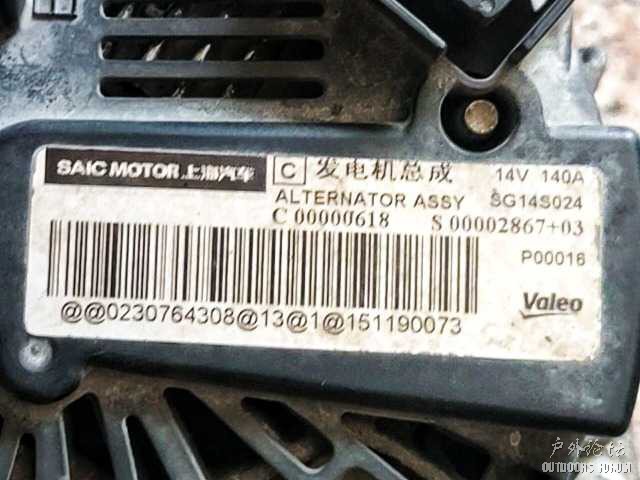 SAIC MOTOR 上海汽车 C 发电机总成 14V 140A
ALTERNATOR ASSY SG14S024
C 00000618 S 00002867+03
P00016
Valeo
@@0230764308@13@1@151190073
户外论坛
OUTDOORS FORUM